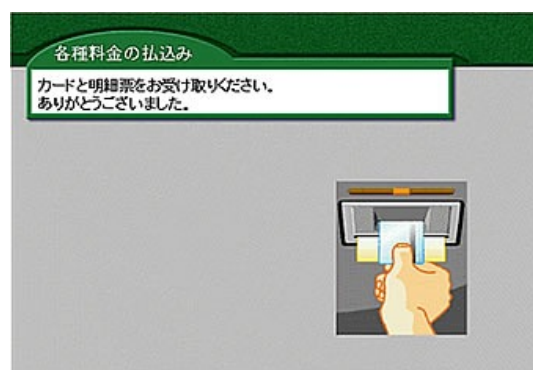 各種料金の払込み
カードと明細票をお受け取りください。
ありがとうございました。